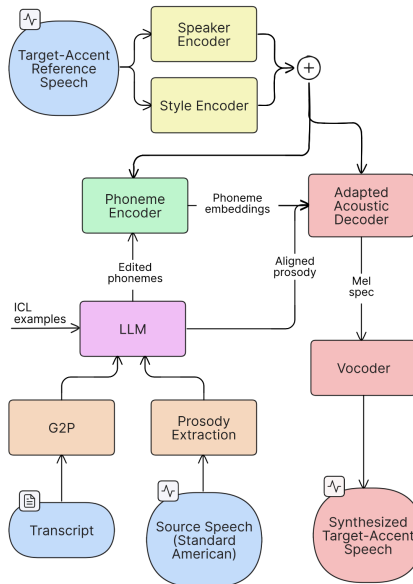 Target-Accent
Reference
Speech
Speaker
Encoder
Style Encoder
+
Phoneme
Encoder
Phoneme
embeddings
Adapted
Acoustic
Decoder
Edited
phonemes
Aligned
prosody
Mel
spec
ICL
examples
LLM
Vocoder
G2P
Prosody
Extraction
Transcript
Source Speech
(Standard
American)
Synthesized
Target-Accent
Speech